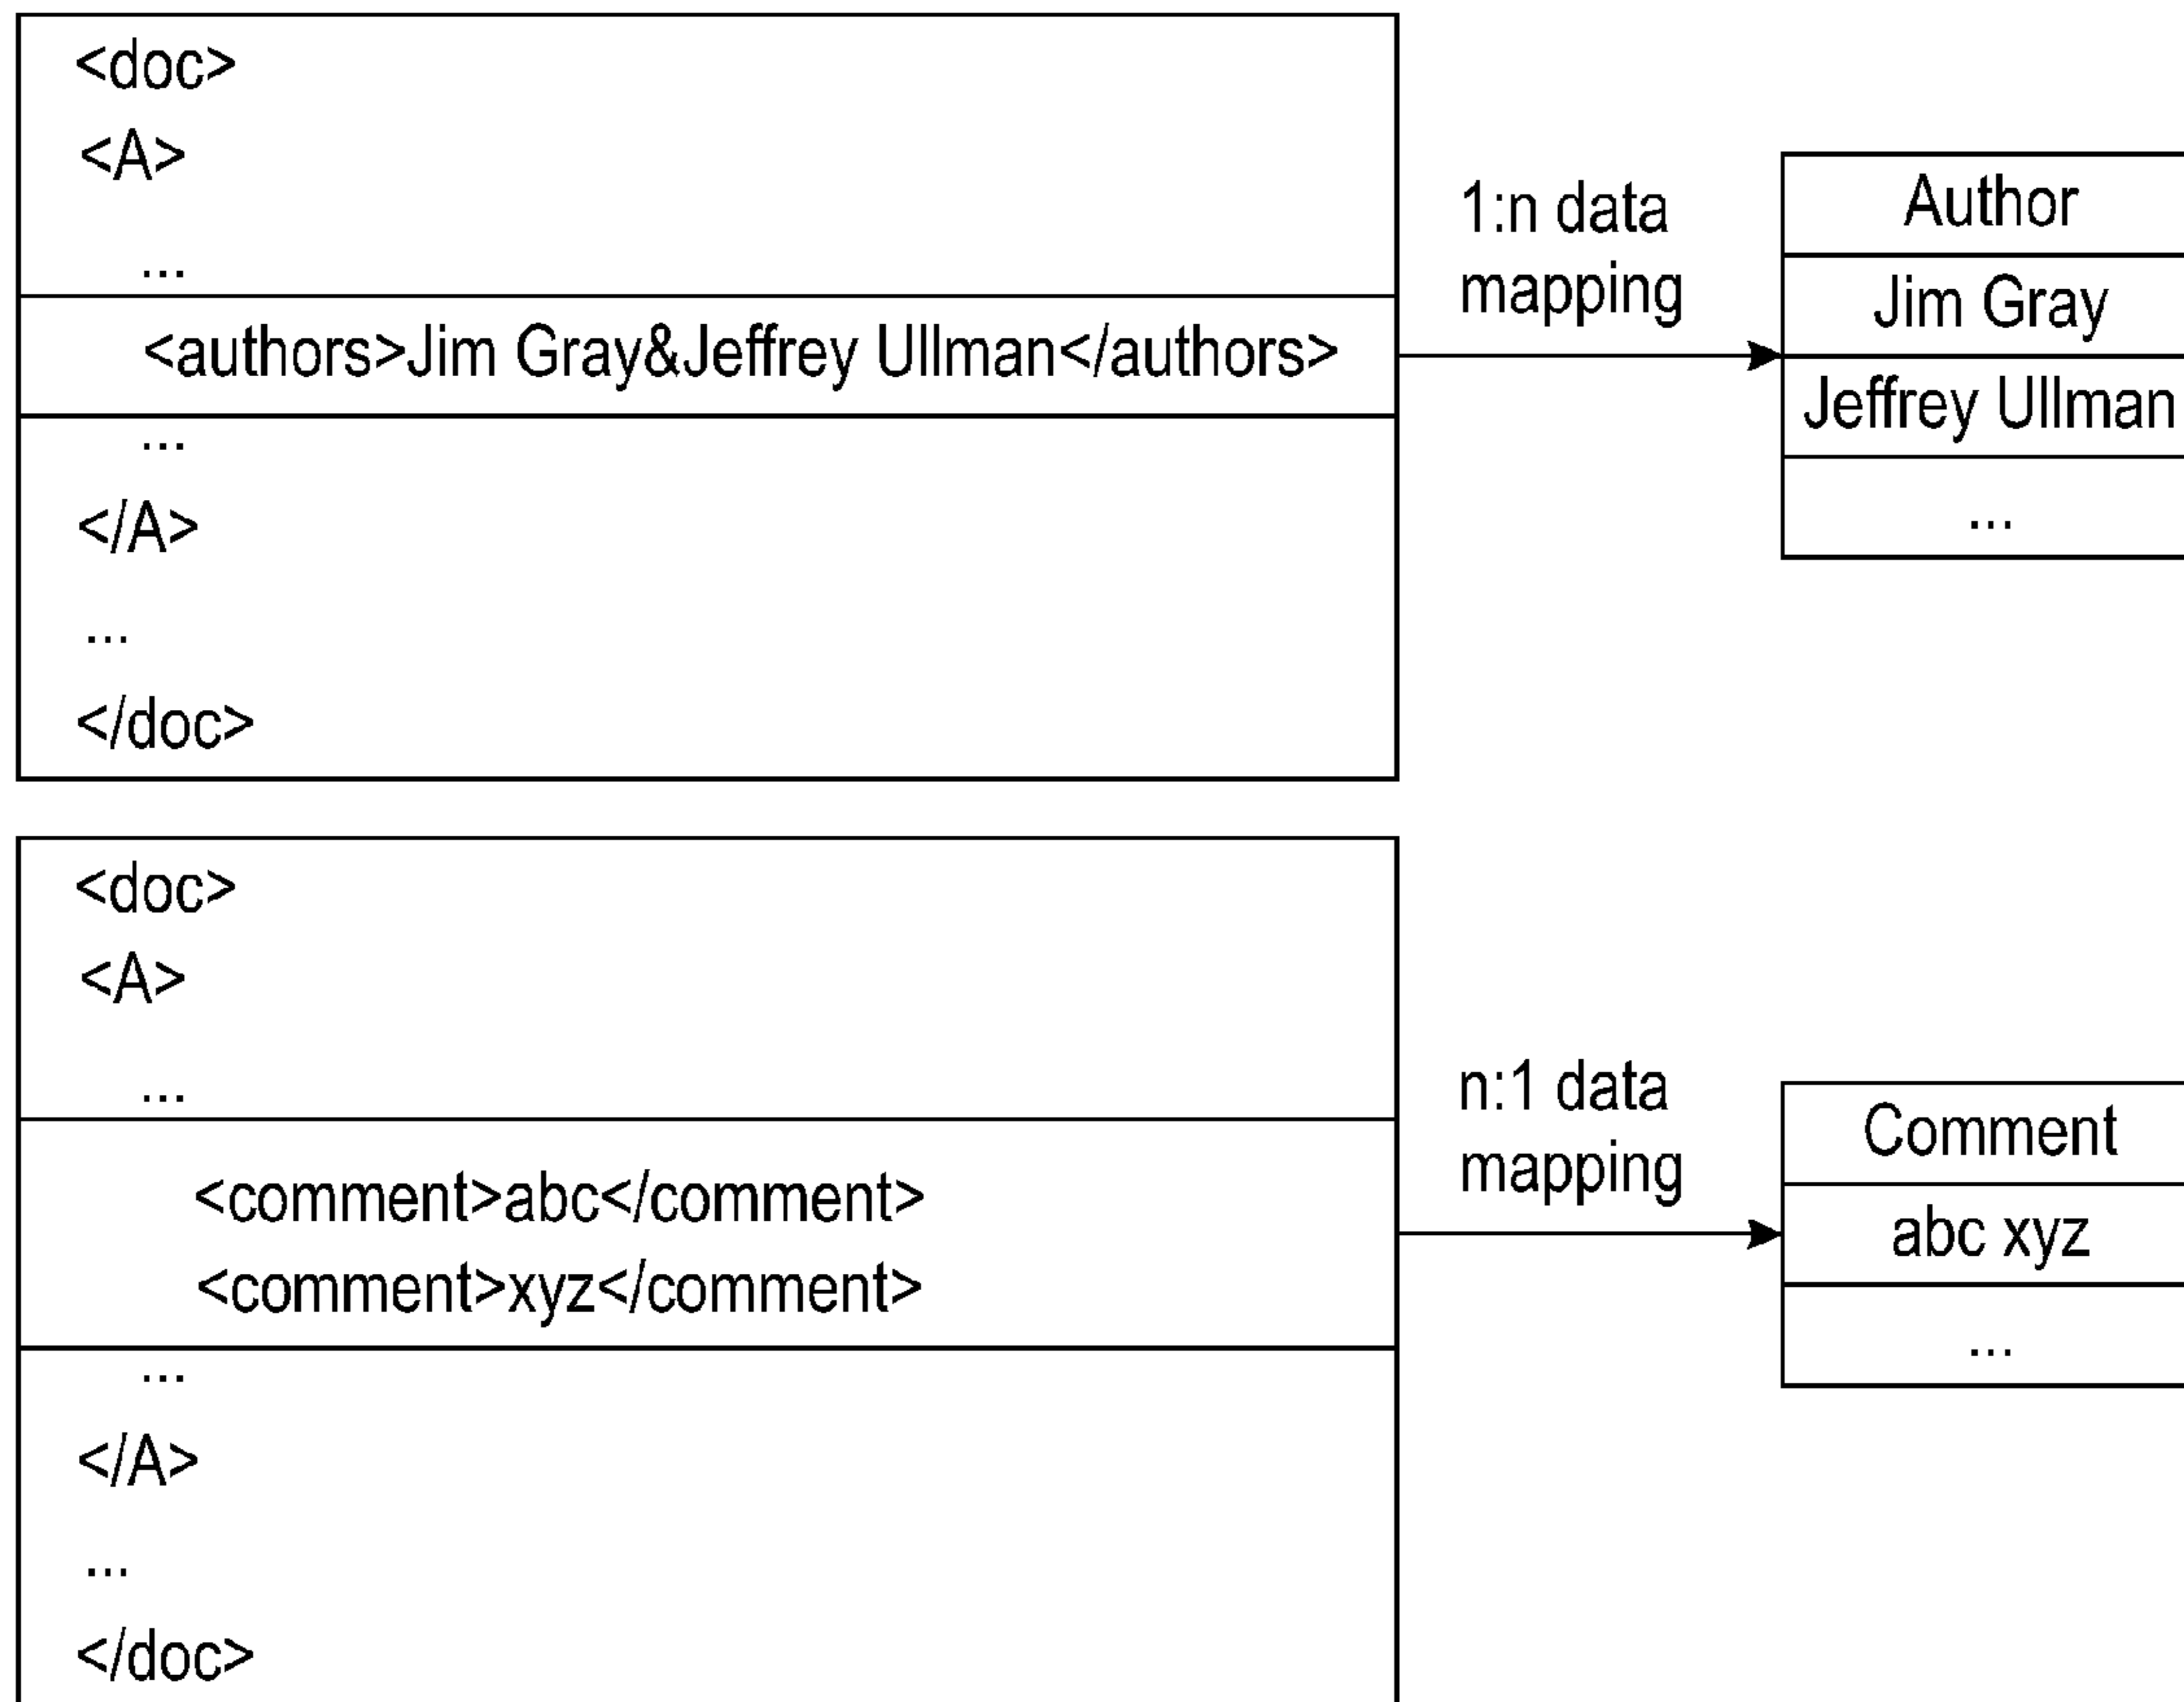 <doc>
<A>
...
<authors>Jim Gray&Jeffrey Ullman</authors>
...
</A>
...
</doc>
1:n data
mapping
Author
Jim Gray
Jeffrey Ullman
...
<doc>
<A>
...
<comment>abc</comment>
<comment>xyz</comment>
...
</A>
...
</doc>
n:1 data
mapping
Comment
abc xyz
...